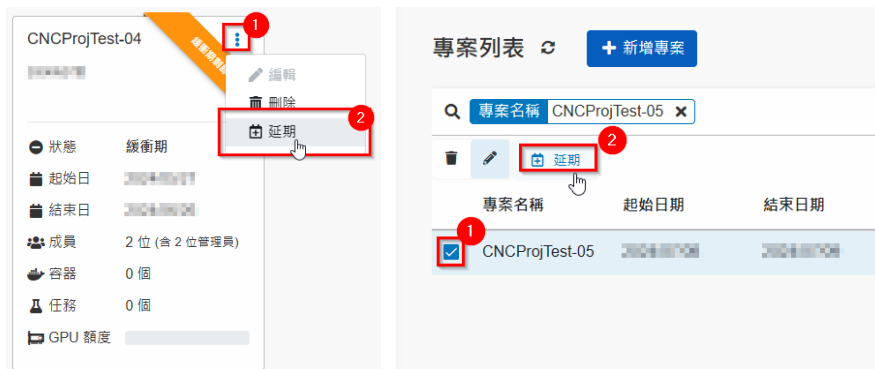 CNCProjTest-04
1
編輯
刪除
2
延期
狀態 緩衝期
起始日
結束日
成員 2 位 (含 2 位管理員)
容器 0 個
任務 0 個
GPU 額度
專案列表 新增專案
專案名稱 CNCProjTest-05
2
延期
專案名稱 起始日期 結束日期
1
CNCProjTest-05